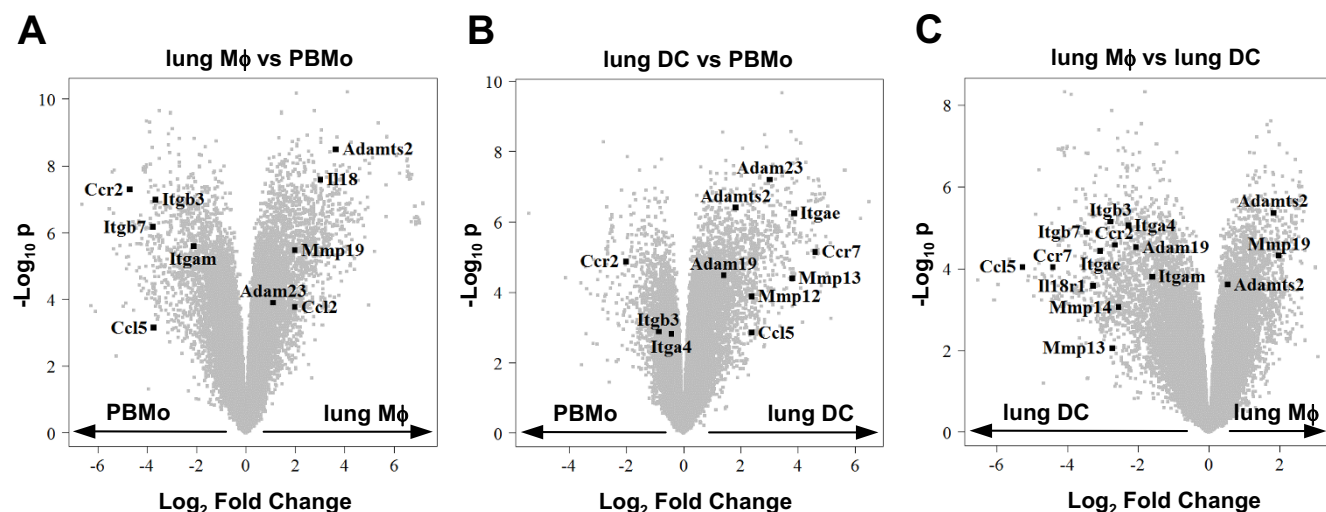 A
lung Mϕ vs PBMo
-Log10 p
10
8
6
4
2
0
Adamts2
Il18
Ccr2
Itgb3
Itgb7
Itgam
Mmp19
Adam23
Ccl2
Ccl5
PBMo
lung Mϕ
-6 -4 -2 0 2 4 6
Log2 Fold Change
B
lung DC vs PBMo
-Log10 p
10
8
6
4
2
0
Adam23
Adamts2
Itgae
Ccr2
Ccr7
Adam19
Mmp13
Mmp12
Itgb3
Ccl5
Itga4
PBMo
lung DC
-4 -2 0 2 4 6
Log2 Fold Change
C
lung Mϕ vs lung DC
-Log10 p
8
6
4
2
0
Itgb3
Adamts2
Itgb7
Ccr2
Itga4
Adam19
Mmp19
Ccr7
Itgae
Ccl5
Il18r1
Itgam
Adamts2
Mmp14
Mmp13
lung DC
lung Mϕ
-6 -4 -2 0 2
Log2 Fold Change